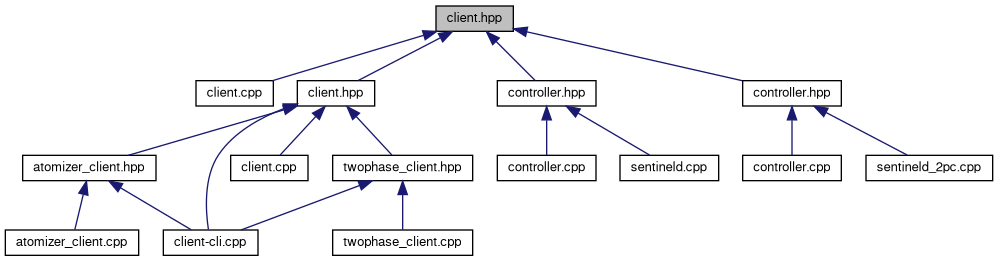 client.hpp
client.cpp
client.hpp
controller.hpp
controller.hpp
atomizer_client.hpp
client.cpp
twophase_client.hpp
controller.cpp
sentineld.cpp
controller.cpp
sentineld_2pc.cpp
atomizer_client.cpp
client-cli.cpp
twophase_client.cpp